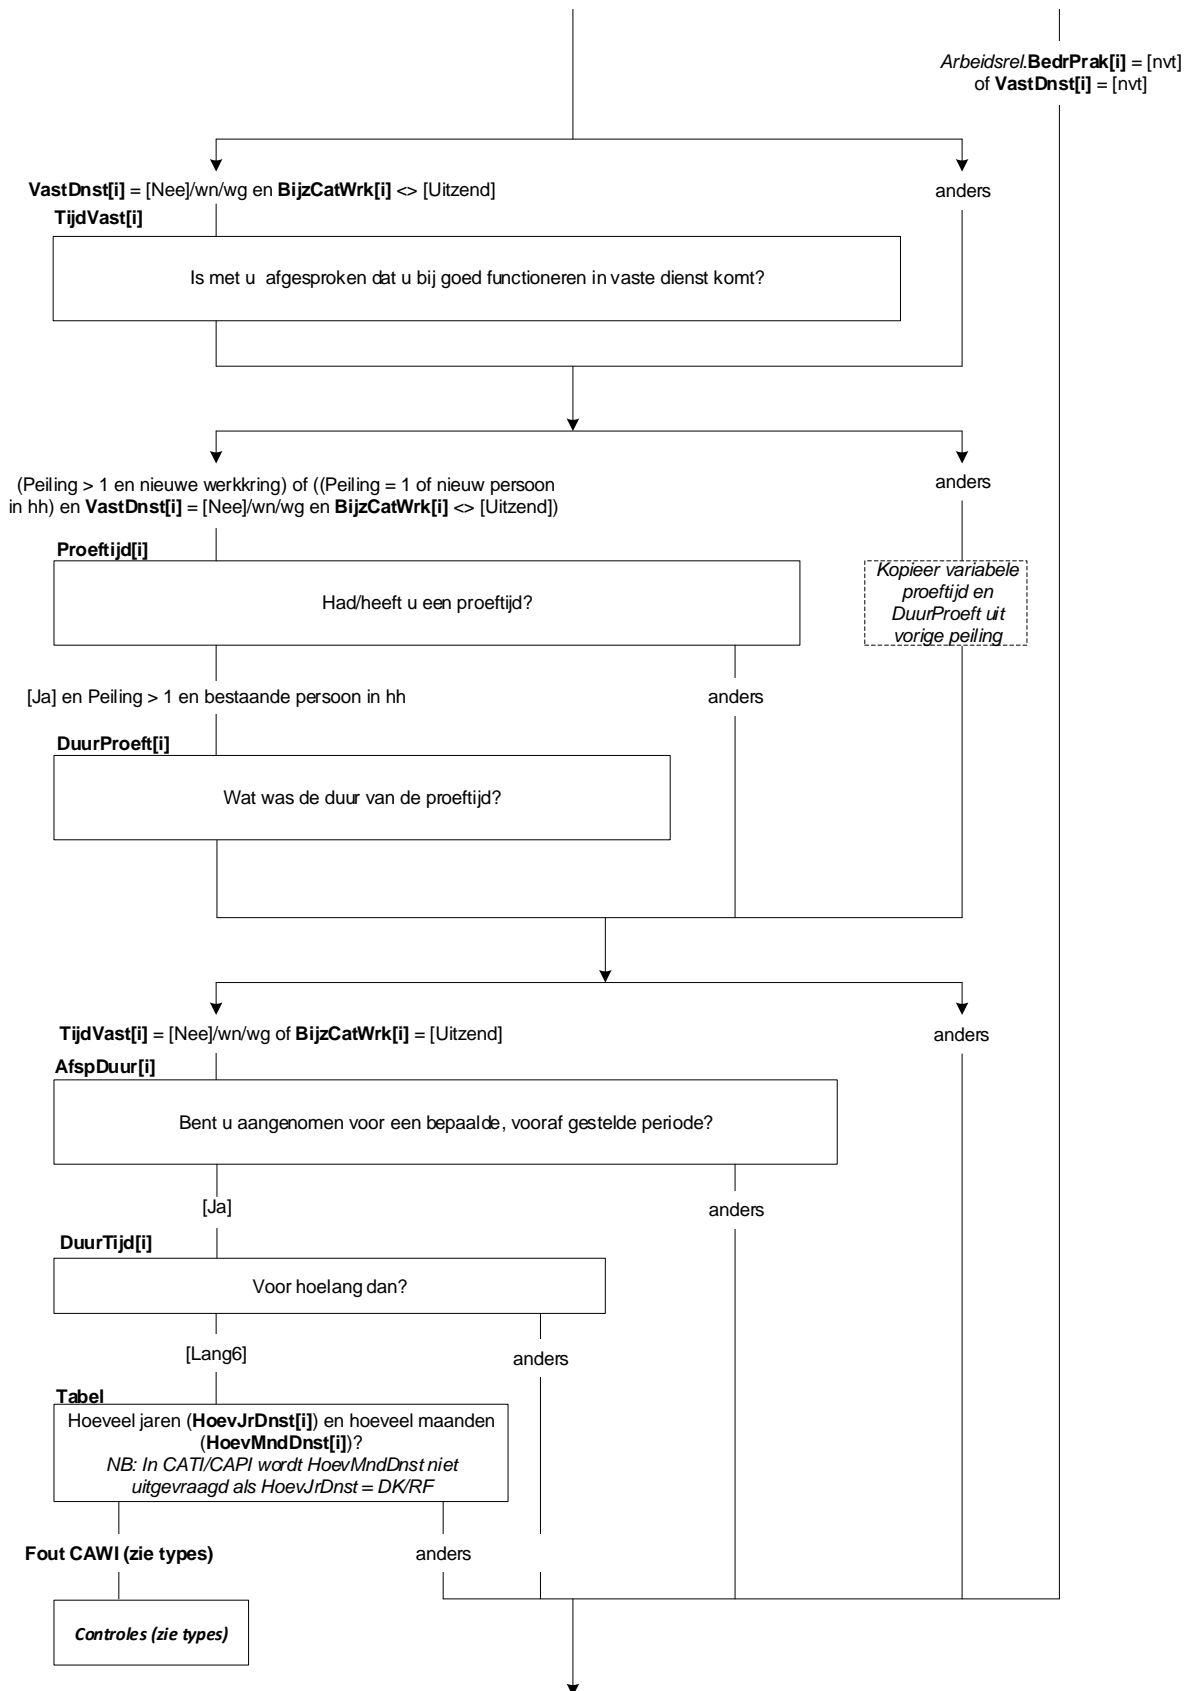 Arbeidsrel.BedrPrak[i] = [nvt]
of VastDnst[i] = [nvt]
VastDnst[i] = [Nee]/wn/wg en BijzCatWrk[i] <> [Uitzend]
anders
TijdVast[i]
Is met u afgesproken dat u bij goed functioneren in vaste dienst komt?
(Peiling > 1 en nieuwe werkkring) of ((Peiling = 1 of nieuw persoon
in hh) en VastDnst[i] = [Nee]/wn/wg en BijzCatWrk[i] <> [Uitzend])
anders
Proeftijd[i]
Had/heeft u een proeftijd?
Kopieer variabele
proeftijd en
DuurProeft uit
vorige peiling
[Ja] en Peiling > 1 en bestaande persoon in hh
anders
DuurProeft[i]
Wat was de duur van de proeftijd?
TijdVast[i] = [Nee]/wn/wg of BijzCatWrk[i] = [Uitzend]
anders
AfspDuur[i]
Bent u aangenomen voor een bepaalde, vooraf gestelde periode?
[Ja]
anders
DuurTijd[i]
Voor hoelang dan?
[Lang6]
anders
Tabel
Hoeveel jaren (HoevJrDnst[i]) en hoeveel maanden
(HoevMndDnst[i])?
NB: In CATI/CAPI wordt HoevMndDnst niet
uitgevraagd als HoevJrDnst = DK/RF
Fout CAWI (zie types)
anders
Controles (zie types)